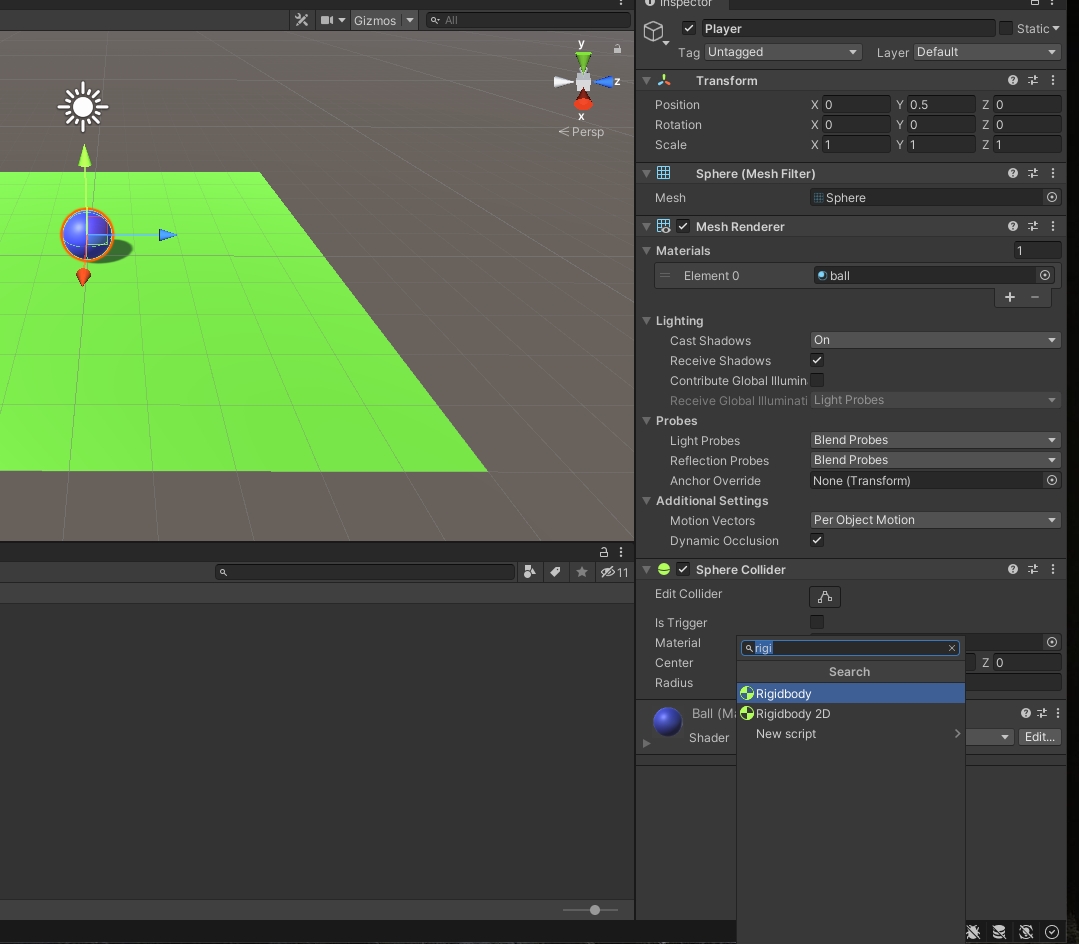 Inspector
Gizmos
All
Player
Static
Tag Untagged Layer Default
y
z
x
Persp
Transform
Position X 0 Y 0.5 Z 0
Rotation X 0 Y 0 Z 0
Scale X 1 Y 1 Z 1
Sphere (Mesh Filter)
Mesh Sphere
Mesh Renderer
Materials 1
Element 0 ball
Lighting
Cast Shadows On
Receive Shadows
Contribute Global Illumin
Receive Global Illuminati Light Probes
Probes
Light Probes Blend Probes
Reflection Probes Blend Probes
Anchor Override None (Transform)
Additional Settings
Motion Vectors Per Object Motion
Dynamic Occlusion
11
Sphere Collider
Edit Collider
Is Trigger
Material
Center Z 0
Radius
rigi
Search
Rigidbody
Rigidbody 2D
New script
Ball (Ma
Shader Edit...